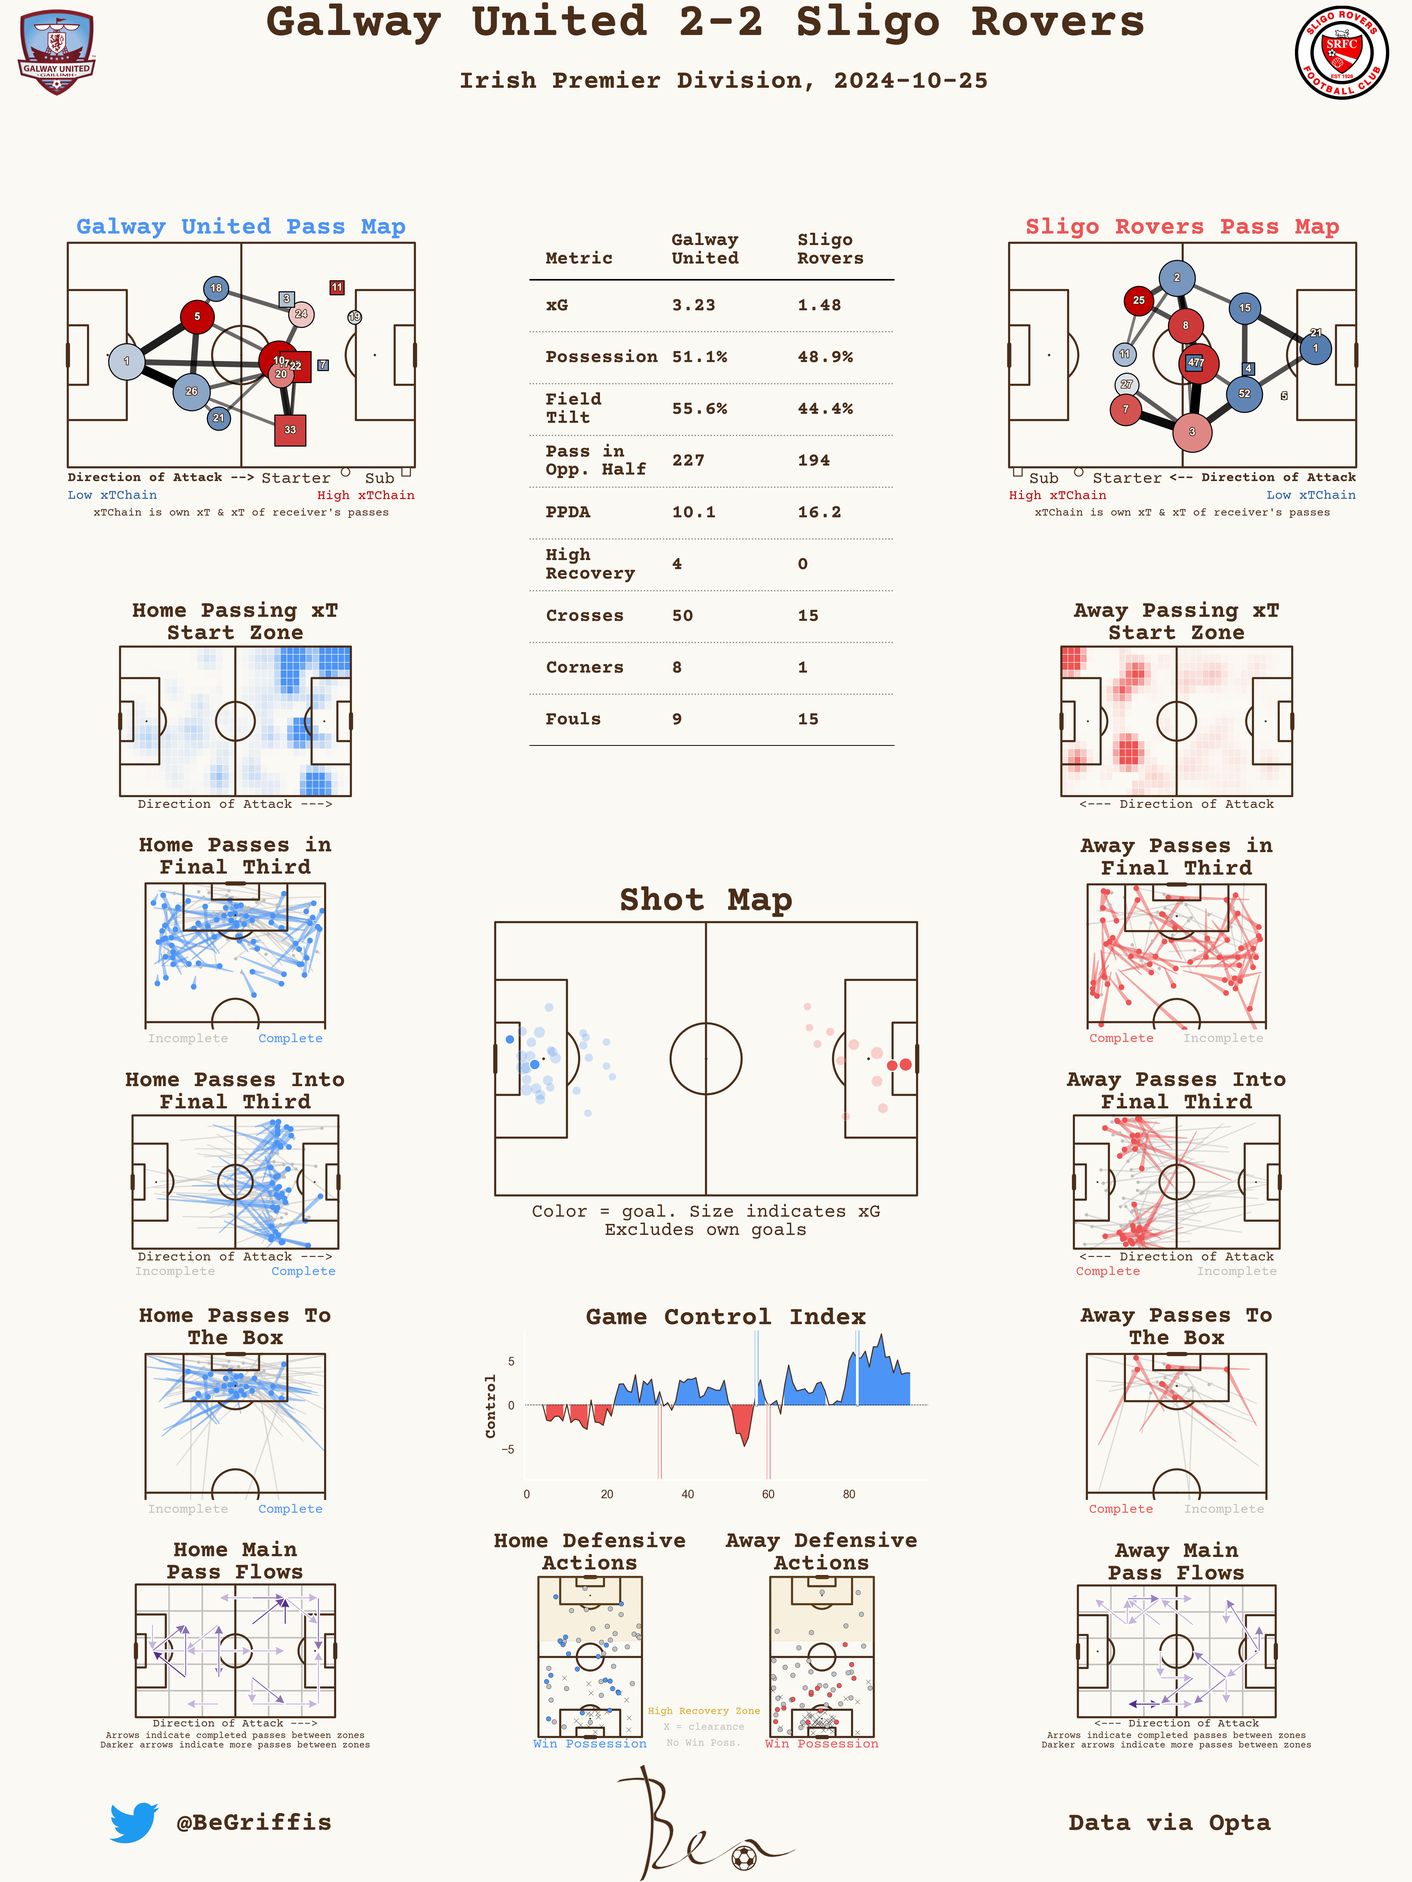 Galway United 2-2 Sligo Rovers
Irish Premier Division, 2024-10-25
GALWAY UNITED
GAILLIMH
SLIGO ROVERS
SRFC
EST 1928
FOOTBALL CLUB
Galway United Pass Map
18
3
11
5
24
19
1
10
22
7
20
26
21
33
Direction of Attack --> Starter Sub
Low xTChain High xTChain
xTChain is own xT & xT of receiver's passes
Metric Galway United Sligo Rovers
xG 3.23 1.48
Possession 51.1% 48.9%
Field Tilt 55.6% 44.4%
Pass in Opp. Half 227 194
PPDA 10.1 16.2
High Recovery 4 0
Crosses 50 15
Corners 8 1
Fouls 9 15
Sligo Rovers Pass Map
2
25
15
8
21
1
11
477
4
27
52
5
7
3
Sub Starter <-- Direction of Attack
High xTChain Low xTChain
xTChain is own xT & xT of receiver's passes
Home Passing xT
Start Zone
Direction of Attack --->
Away Passing xT
Start Zone
<--- Direction of Attack
Home Passes in
Final Third
Incomplete Complete
Away Passes in
Final Third
Complete Incomplete
Shot Map
Color = goal. Size indicates xG
Excludes own goals
Home Passes Into
Final Third
Direction of Attack --->
Incomplete Complete
Away Passes Into
Final Third
<--- Direction of Attack
Complete Incomplete
Home Passes To
The Box
Incomplete Complete
Game Control Index
Control
5
0
−5
0 20 40 60 80
Away Passes To
The Box
Complete Incomplete
Home Main
Pass Flows
Direction of Attack --->
Arrows indicate completed passes between zones
Darker arrows indicate more passes between zones
Home Defensive
Actions
Win Possession
High Recovery Zone
X = clearance
No Win Poss.
Away Defensive
Actions
Win Possession
Away Main
Pass Flows
<--- Direction of Attack
Arrows indicate completed passes between zones
Darker arrows indicate more passes between zones
@BeGriffis
Ben
Data via Opta